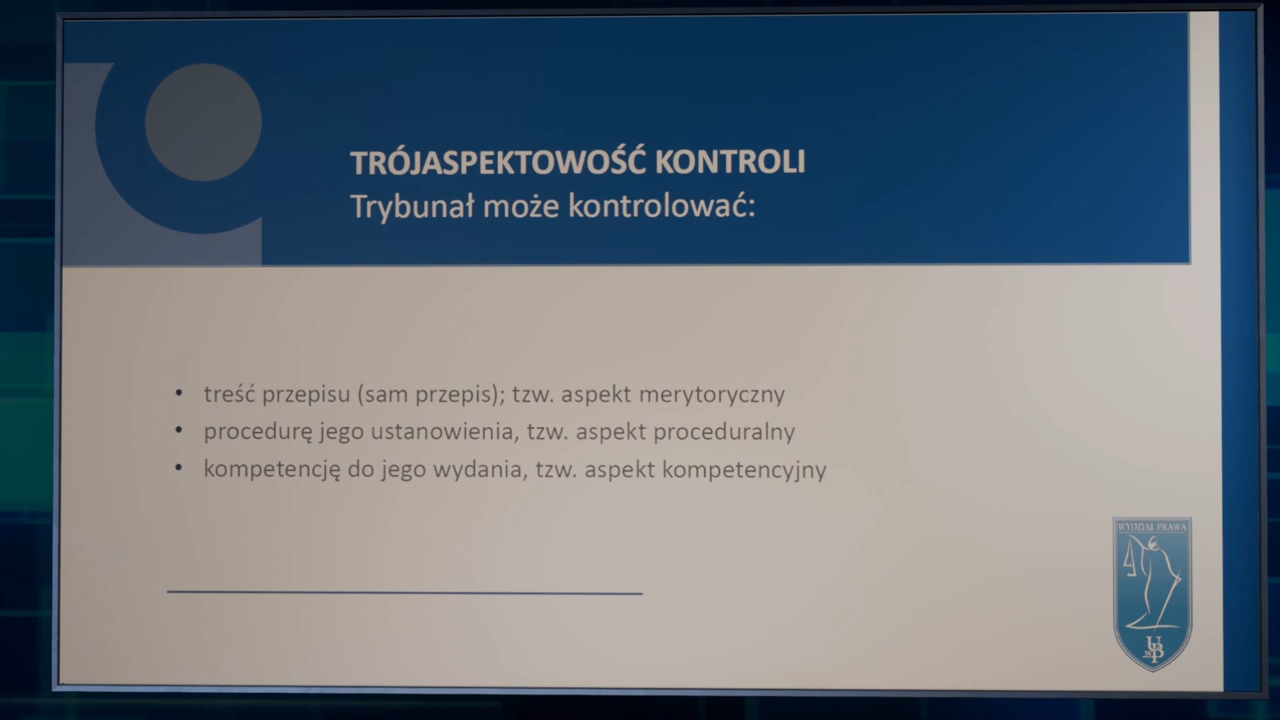 TRÓJASPEKTOWOŚĆ KONTROLI
Trybunał może kontrolować:
• treść przepisu (sam przepis); tzw. aspekt merytoryczny
• procedurę jego ustanowienia, tzw. aspekt proceduralny
• kompetencję do jego wydania, tzw. aspekt kompetencyjny
WYDZIAŁ PRAWA
UwB